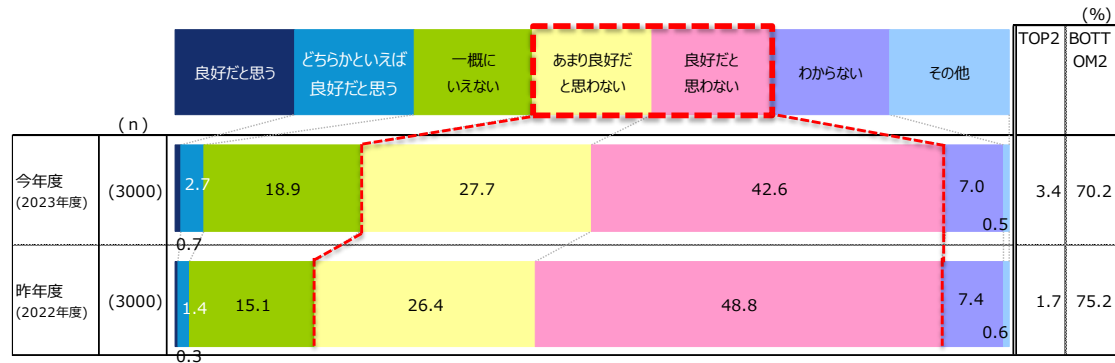 (%)
TOP2 BOTT
OM2
良好だと思う
どちらかといえば
良好だと思う
一概に
いえない
あまり良好だ
と思わない
良好だと
思わない
わからない
その他
(n)
今年度
(2023年度)
(3000)
2.7 18.9 27.7 42.6 7.0 0.5 3.4 70.2
0.7
昨年度
(2022年度)
(3000)
1.4 15.1 26.4 48.8 7.4 0.6 1.7 75.2
0.3